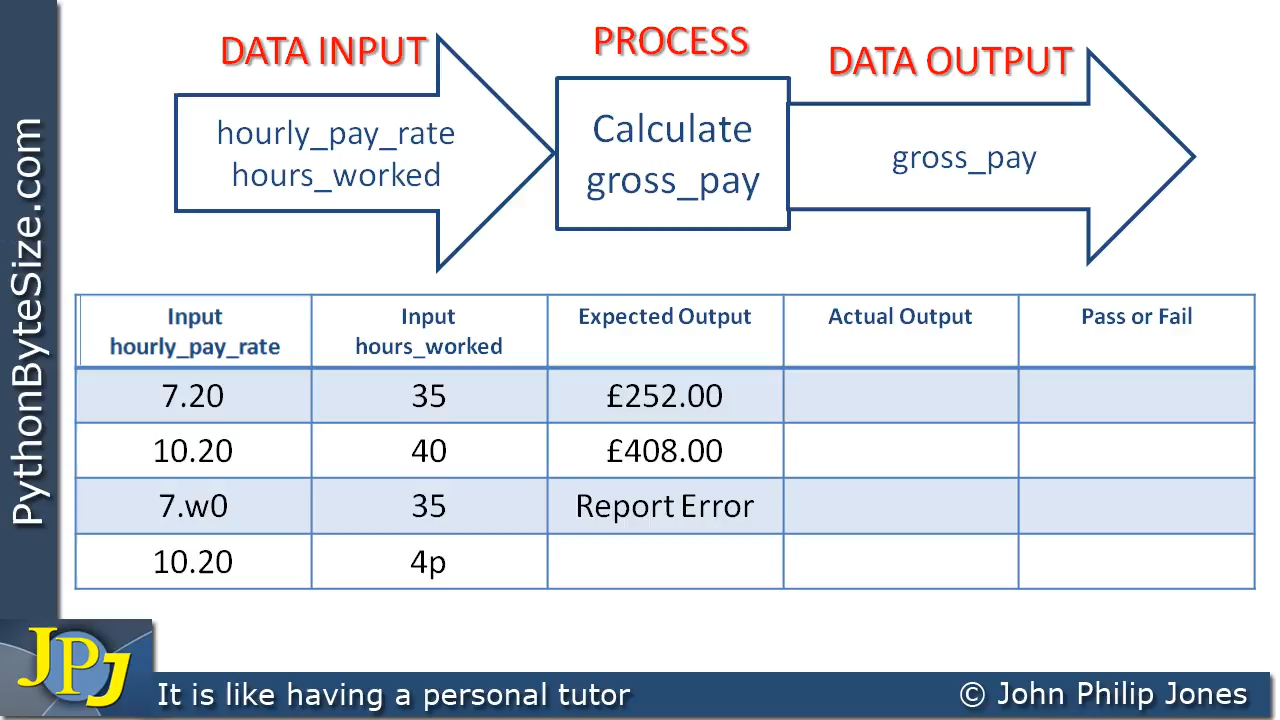 DATA INPUT
PROCESS
DATA OUTPUT
hourly_pay_rate
hours_worked
Calculate
gross_pay
gross_pay
Input
hourly_pay_rate
Input
hours_worked
Expected Output
Actual Output
Pass or Fail
7.20 35 £252.00
10.20 40 £408.00
7.w0 35 Report Error
10.20 4p
PythonByteSize.com
JPJ
It is like having a personal tutor
© John Philip Jones